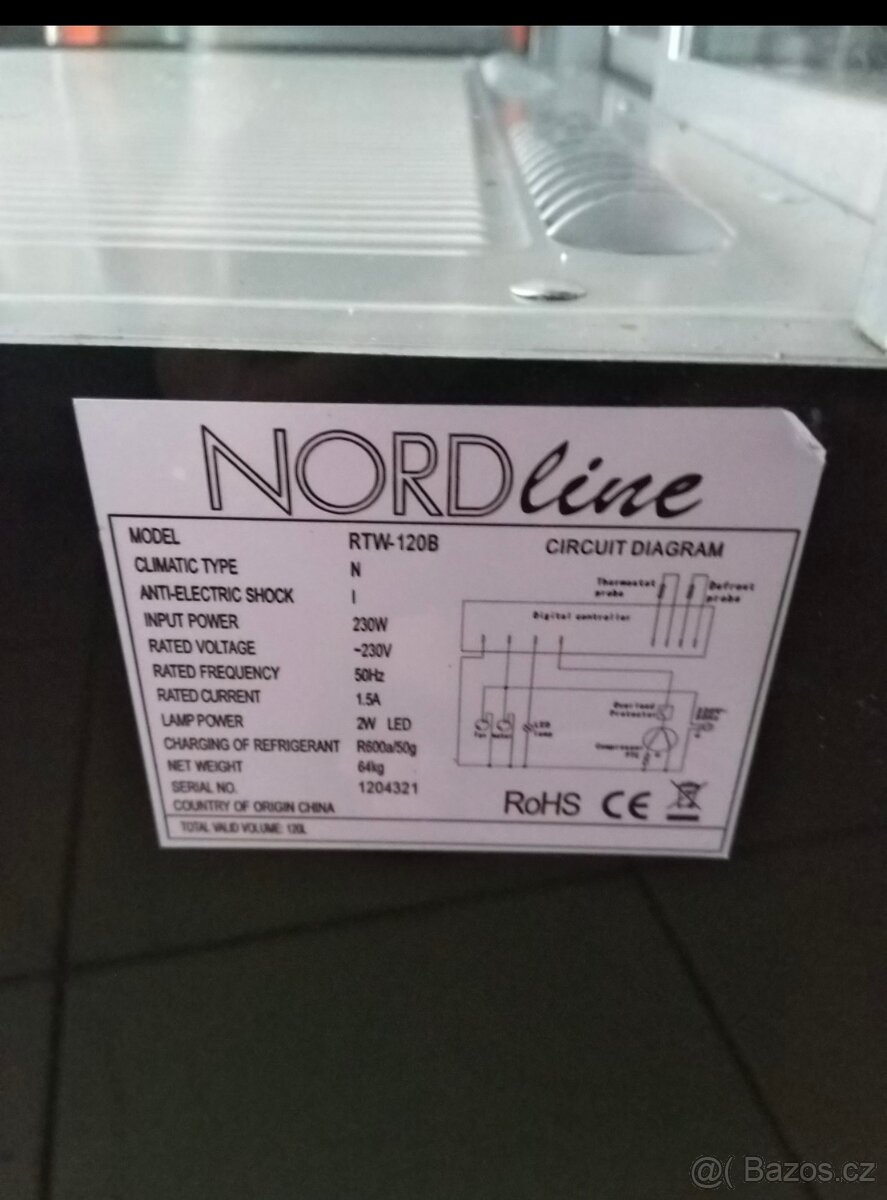 NORDline
MODEL RTW-120B
CLIMATIC TYPE N
ANTI-ELECTRIC SHOCK I
INPUT POWER 230W
RATED VOLTAGE ~230V
RATED FREQUENCY 50Hz
RATED CURRENT 1.5A
LAMP POWER 2W LED
CHARGING OF REFRIGERANT R600a/50g
NET WEIGHT 64kg
SERIAL NO. 1204321
COUNTRY OF ORIGIN CHINA
TOTAL VALID VOLUME: 120L
CIRCUIT DIAGRAM
Thermostat probe
Defrost probe
Digital controller
Overload Protector
fan
LED lamp
Compressor
RoHS CE
@( Bazos.cz